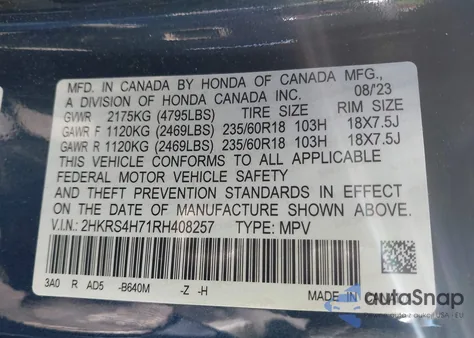 MFD. IN CANADA BY HONDA OF CANADA MFG.,
A DIVISION OF HONDA CANADA INC. 08/'23
GVWR 2175KG (4795LBS) TIRE SIZE RIM SIZE
GAWR F 1120KG (2469LBS) 235/60R18 103H 18X7.5J
GAWR R 1120KG (2469LBS) 235/60R18 103H 18X7.5J
THIS VEHICLE CONFORMS TO ALL APPLICABLE
FEDERAL MOTOR VEHICLE SAFETY
AND THEFT PREVENTION STANDARDS IN EFFECT
ON THE DATE OF MANUFACTURE SHOWN ABOVE.
V.I.N.: 2HKRS4H71RH408257 TYPE: MPV
3A0 R AD5 -B640M -Z -H MADE IN
autoSnap
USA i EU